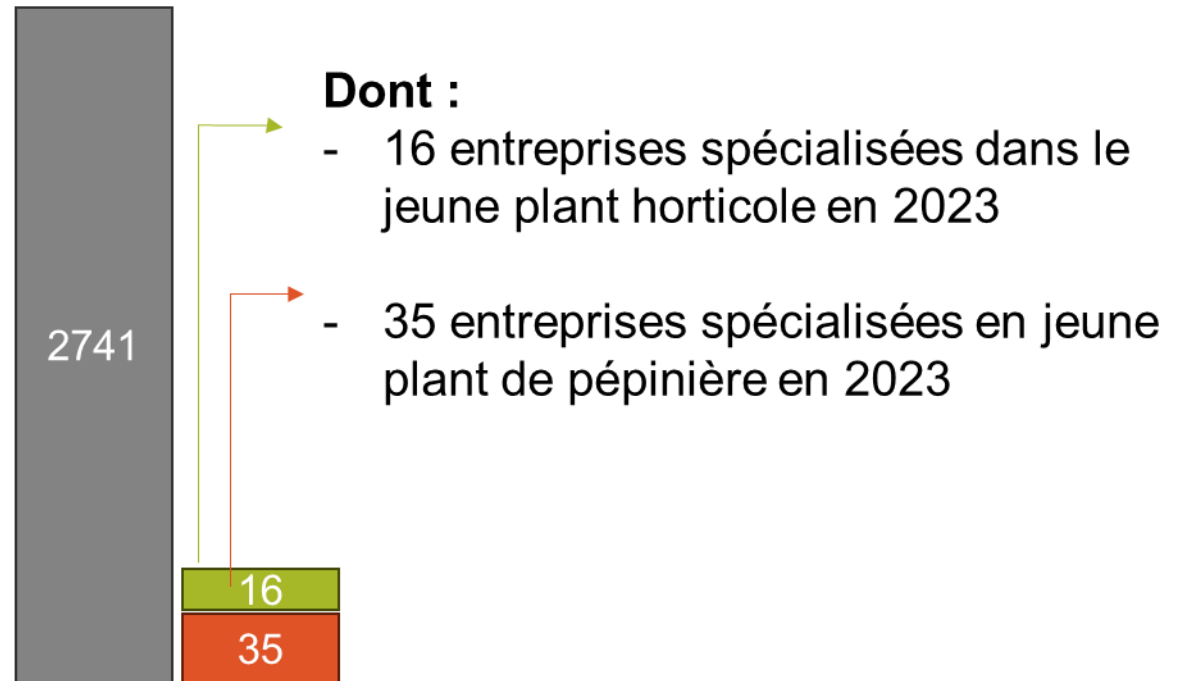 Dont :
- 16 entreprises spécialisées dans le
jeune plant horticole en 2023
- 35 entreprises spécialisées en jeune
plant de pépinière en 2023
2741
16
35